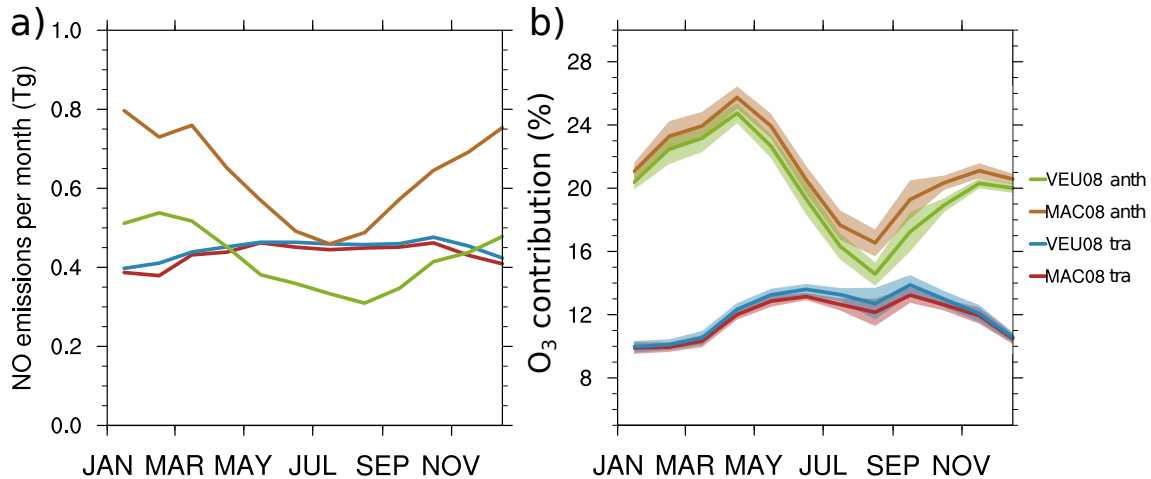 a)
NO emissions per month (Tg)
1.0
0.8
0.6
0.4
0.2
0.0
JAN MAR MAY JUL SEP NOV
b)
O₃ contribution (%)
28
24
20
16
12
8
JAN MAR MAY JUL SEP NOV
VEU08 anth
MAC08 anth
VEU08 tra
MAC08 tra